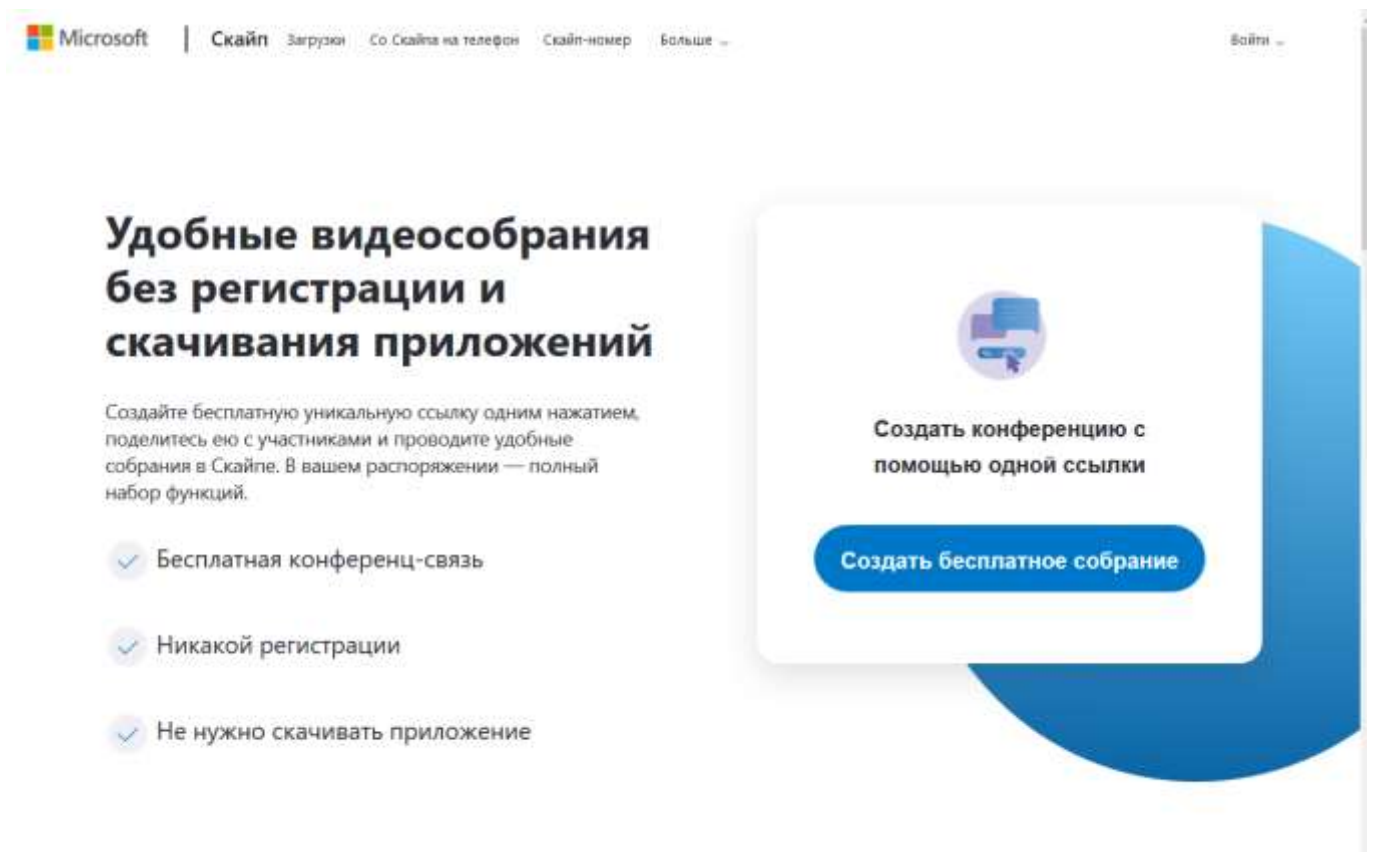 Microsoft | Скайп Загрузки Со Скайпа на телефон Скайп-номер Больше Войти
Удобные видеособрания
без регистрации и
скачивания приложений
Создайте бесплатную уникальную ссылку одним нажатием,
поделитесь ею с участниками и проводите удобные
собрания в Скайпе. В вашем распоряжении — полный
набор функций.
Бесплатная конференц-связь
Никакой регистрации
Не нужно скачивать приложение
Создать конференцию с
помощью одной ссылки
Создать бесплатное собрание